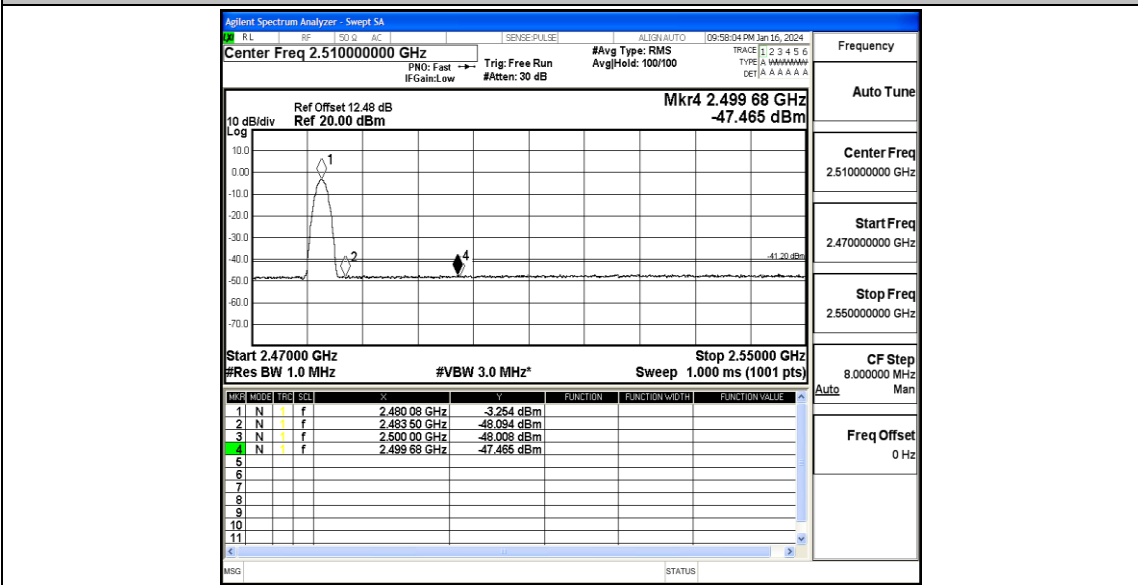 Agilent Spectrum Analyzer - Swept SA
RL RF 50 Ω AC SENSE:PULSE ALIGNAUTO 09:58:04 PM Jan 16, 2024
Center Freq 2.510000000 GHz
PNO: Fast
IFGain:Low
Trig: Free Run
#Atten: 30 dB
#Avg Type: RMS
Avg|Hold: 100/100
TRACE 1 2 3 4 5 6
TYPE A
DET A A A A A A
Frequency
Auto Tune
Center Freq
2.510000000 GHz
Start Freq
2.470000000 GHz
Stop Freq
2.550000000 GHz
CF Step
8.000000 MHz
Auto Man
Freq Offset
0 Hz
Mkr4 2.499 68 GHz
-47.465 dBm
Ref Offset 12.48 dB
10 dB/div Ref 20.00 dBm
Log
10.0
0.00
-10.0
-20.0
-30.0
-40.0
-50.0
-60.0
-70.0
1
2
4
-41.20 dBm
Start 2.47000 GHz Stop 2.55000 GHz
#Res BW 1.0 MHz #VBW 3.0 MHz* Sweep 1.000 ms (1001 pts)
MKR MODE TRC SCL X Y FUNCTION FUNCTION WIDTH FUNCTION VALUE
1 N 1 f 2.480 08 GHz -3.254 dBm
2 N 1 f 2.483 50 GHz -48.094 dBm
3 N 1 f 2.500 00 GHz -48.008 dBm
4 N 1 f 2.499 68 GHz -47.465 dBm
5
6
7
8
9
10
11
MSG STATUS